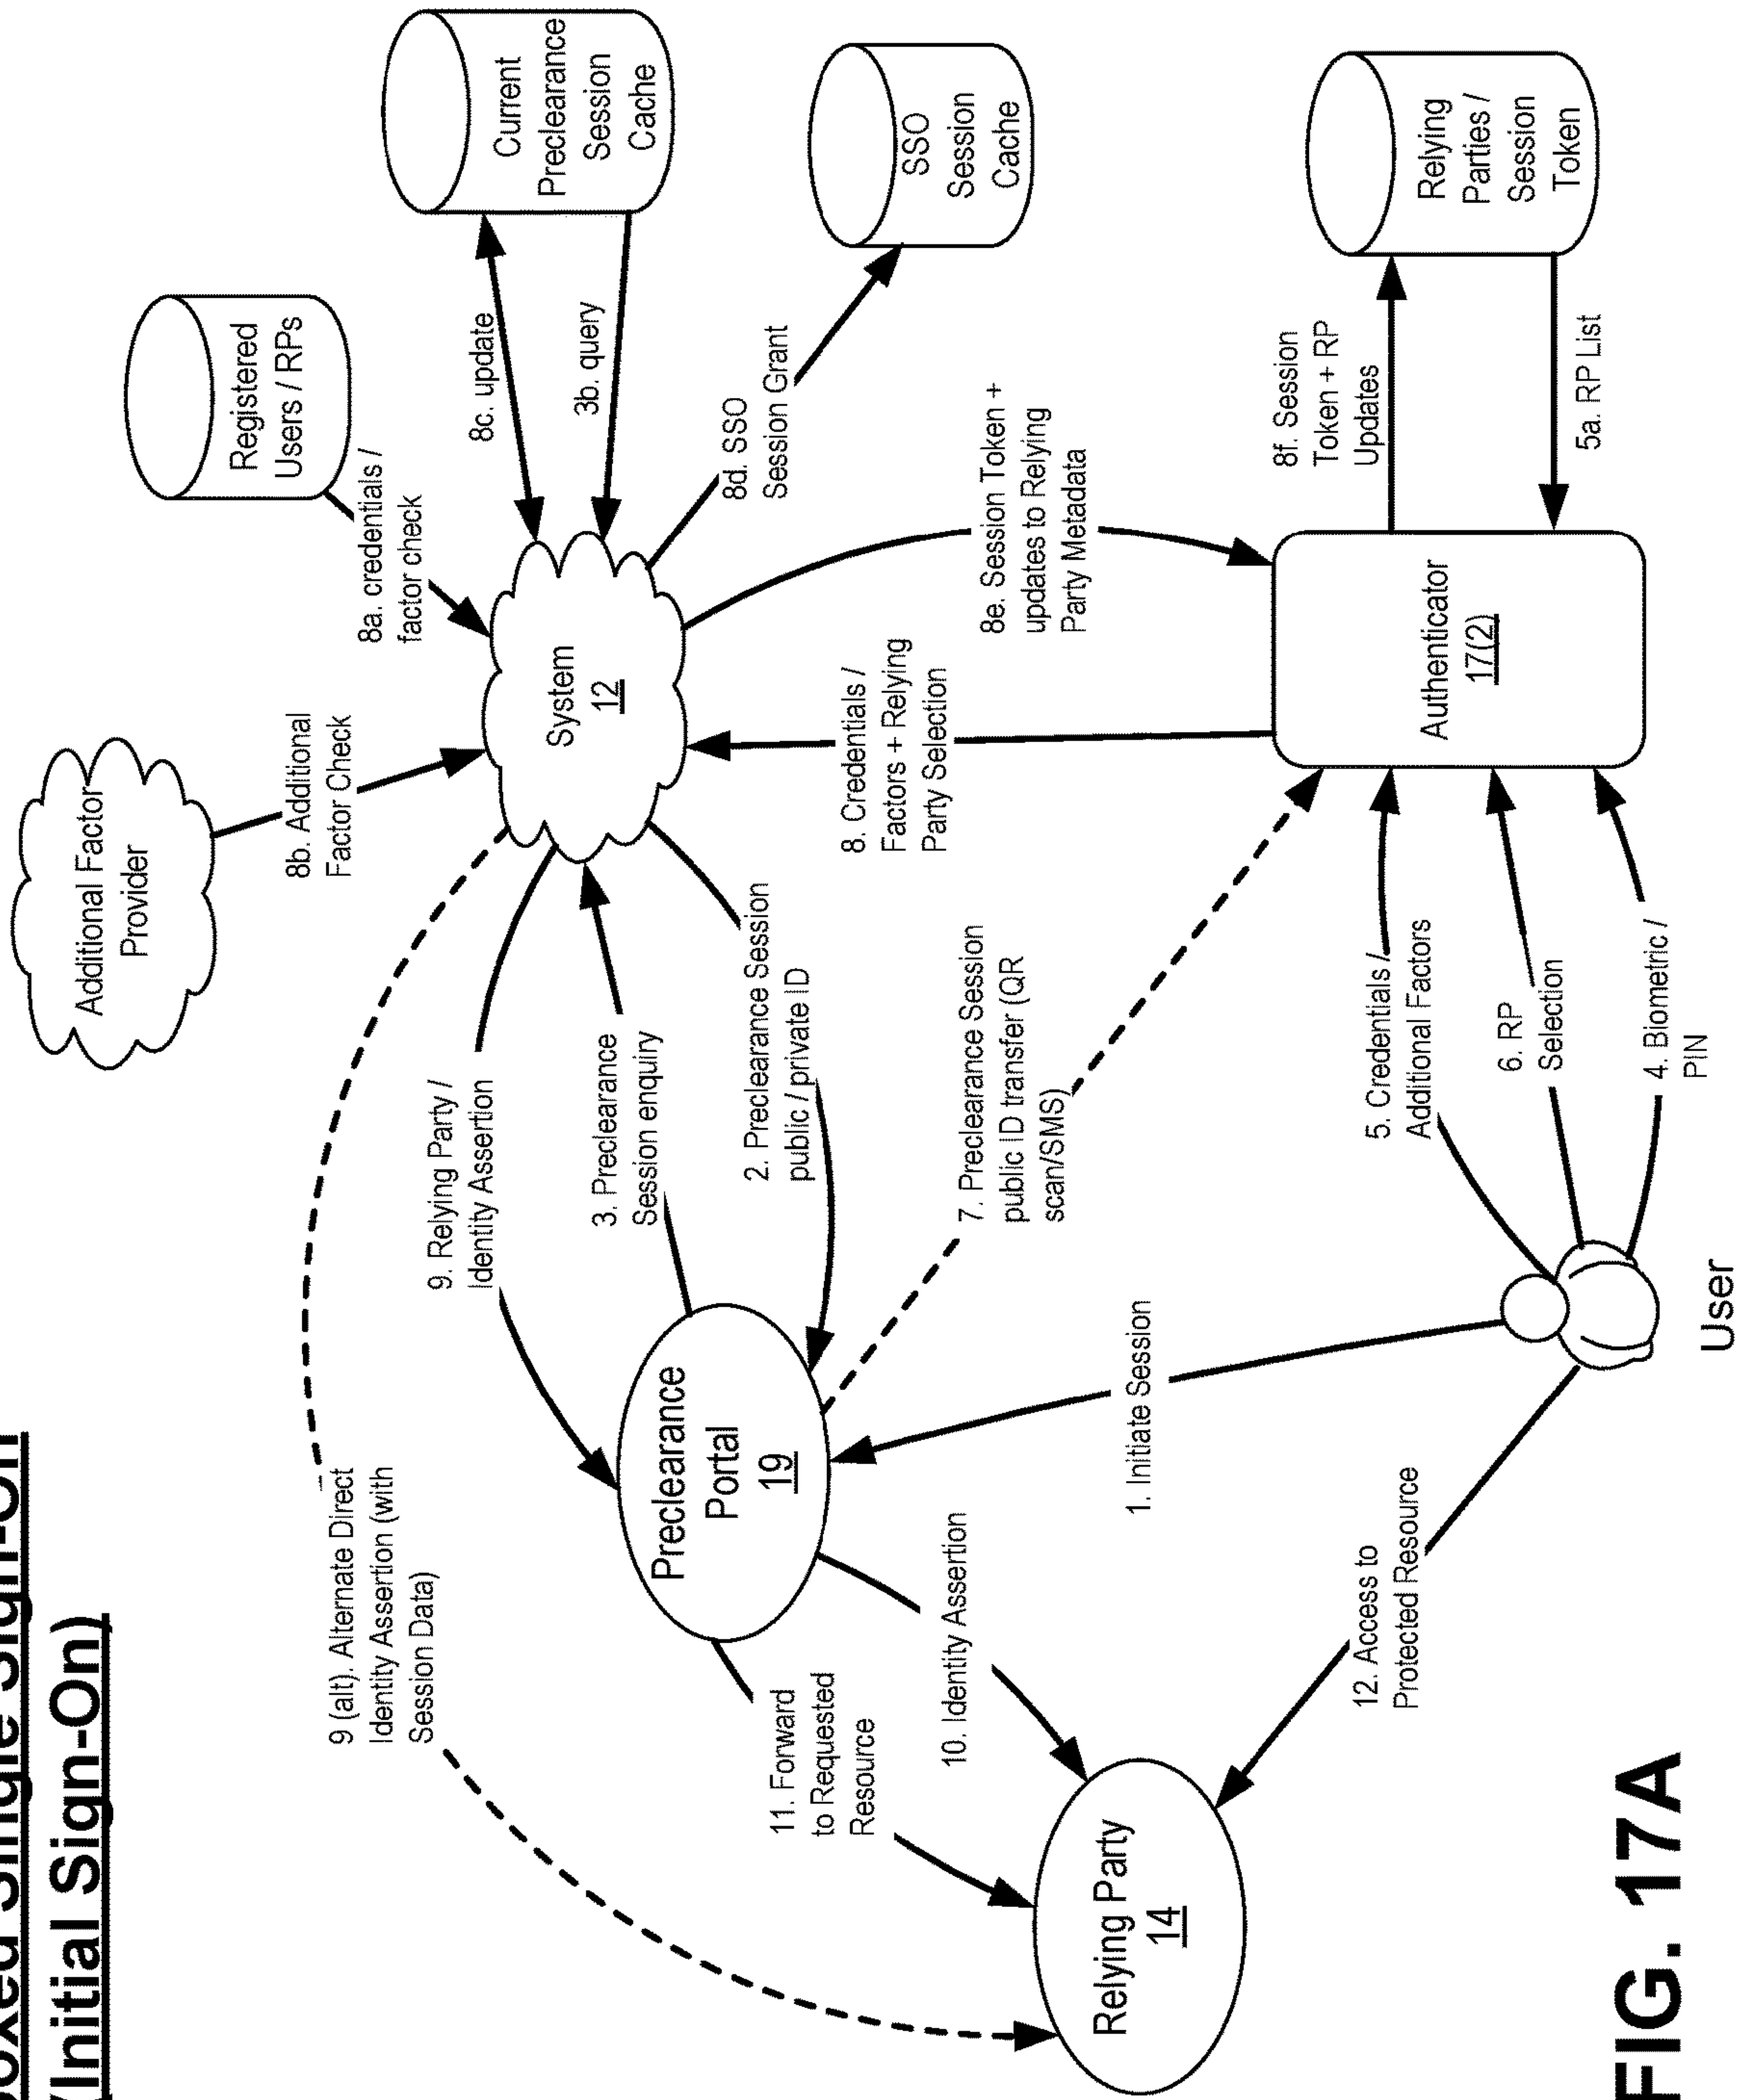 Single Sign-On
(Initial Sign-On)
Additional Factor
Provider
Registered
Users / RPs
8b. Additional
Factor Check
8a. credentials /
factor check
Current
Preclearance
Session
Cache
9 (alt). Alternate Direct
Identity Assertion (with
Session Data)
9. Relying Party /
Identity Assertion
8c. update
3b. query
System
12
3. Preclearance
Session enquiry
2. Preclearance Session
public / private ID
Preclearance
Portal
19
8d. SSO
Session Grant
SSO
Session
Cache
11. Forward
to Requested
Resource
10. Identity Assertion
8. Credentials /
Factors + Relying
Party Selection
8e. Session Token +
updates to Relying
Party Metadata
7. Preclearance Session
public ID transfer (QR
scan/SMS)
1. Initiate Session
Relying Party
14
12. Access to
Protected Resource
5. Credentials /
Additional Factors
6. RP
Selection
4. Biometric /
PIN
Authenticator
17(2)
8f. Session
Token + RP
Updates
5a. RP List
Relying
Parties /
Session
Token
User
FIG. 17A